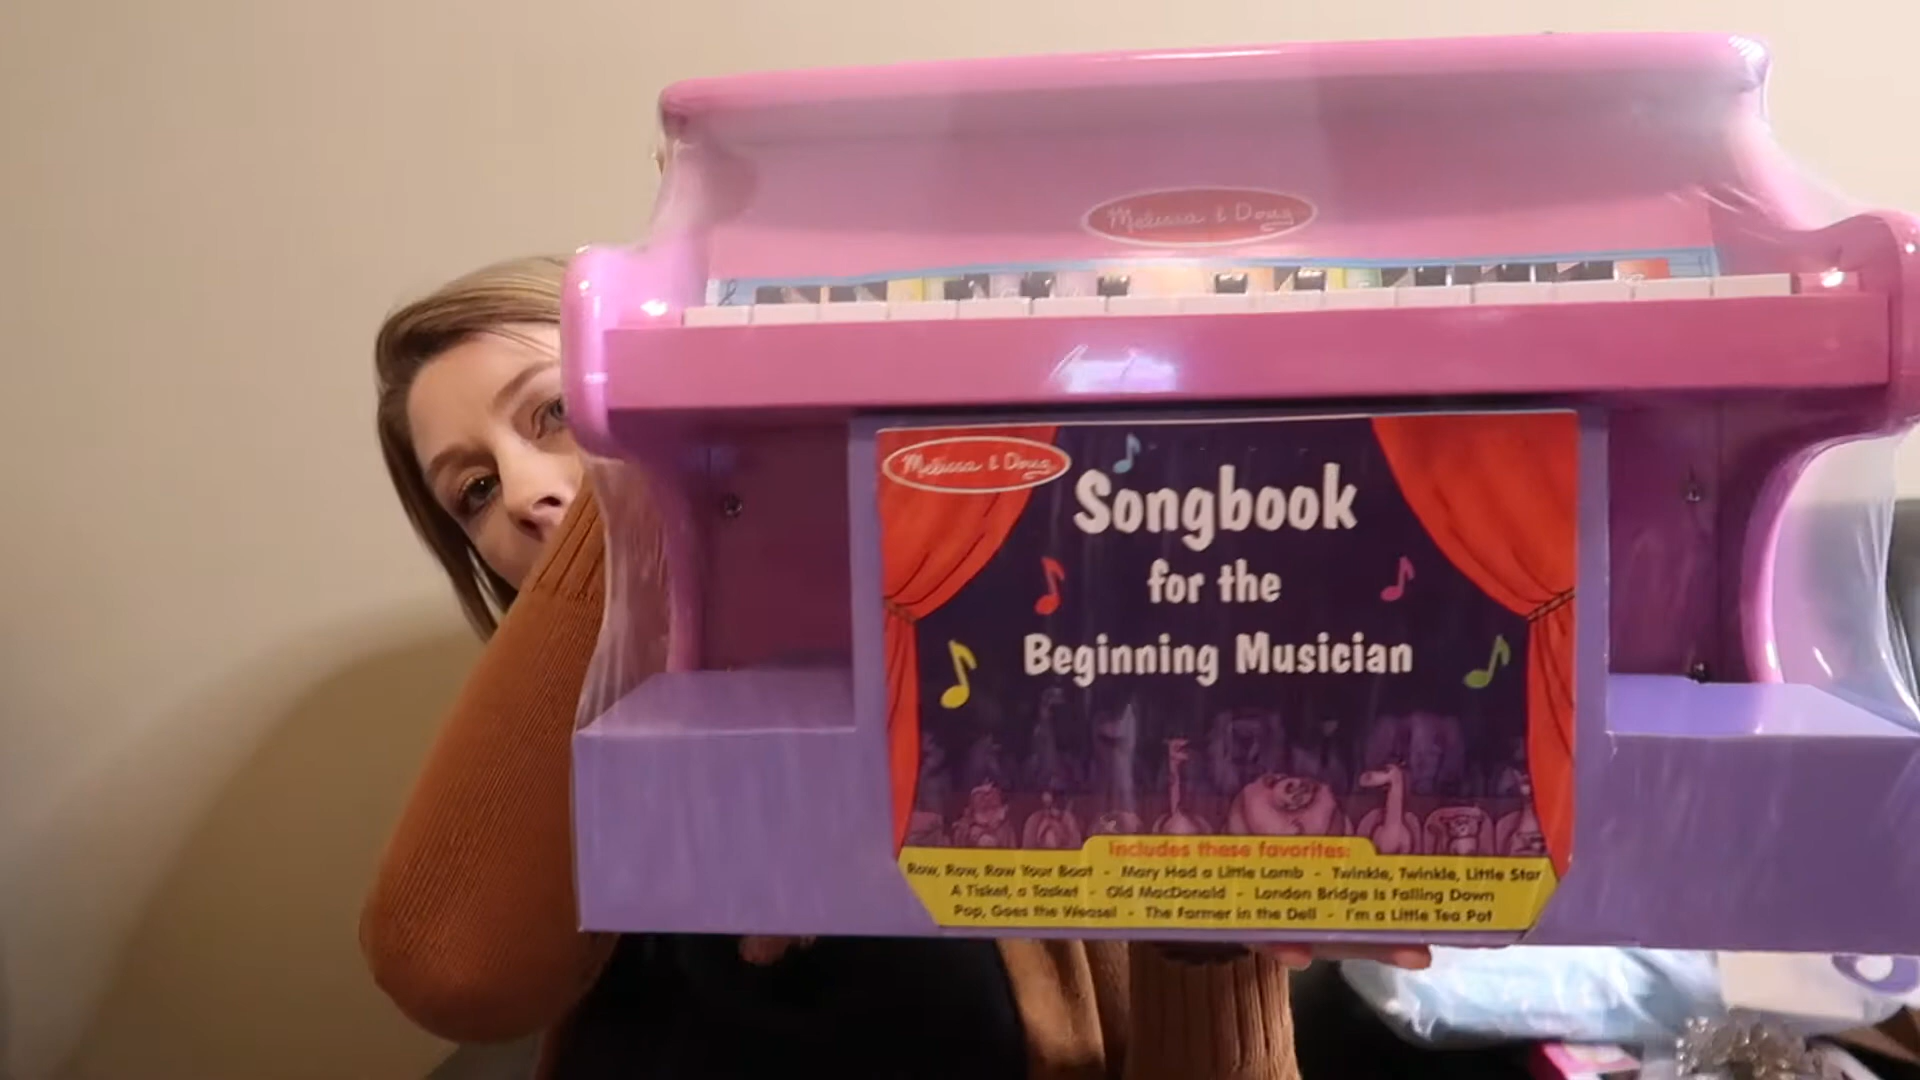 Melissa & Doug
Melissa & Doug
Songbook
for the
Beginning Musician
Includes these favorites:
Row, Row, Row Your Boat - Mary Had a Little Lamb - Twinkle, Twinkle, Little Star
A Tisket, a Tasket - Old MacDonald - London Bridge Is Falling Down
Pop, Goes the Weasel - The Farmer in the Dell - I'm a Little Tea Pot